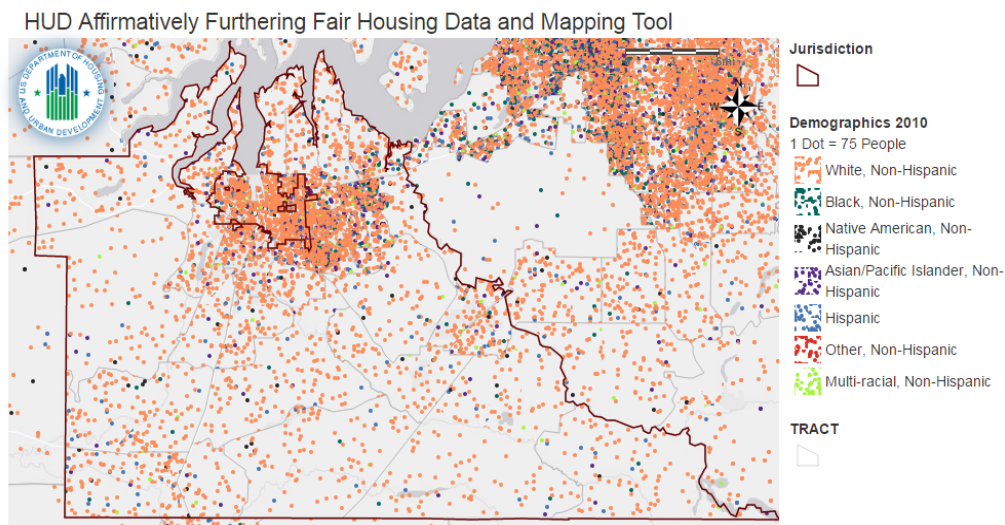 HUD Affirmatively Furthering Fair Housing Data and Mapping Tool
U.S. DEPARTMENT OF HOUSING
AND URBAN DEVELOPMENT
6mi
N
W
E
S
Jurisdiction
Demographics 2010
1 Dot = 75 People
White, Non-Hispanic
Black, Non-Hispanic
Native American, Non-
Hispanic
Asian/Pacific Islander, Non-
Hispanic
Hispanic
Other, Non-Hispanic
Multi-racial, Non-Hispanic
TRACT